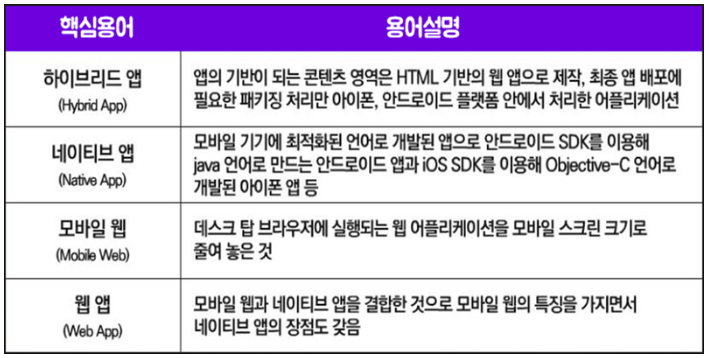 핵심용어 용어설명
하이브리드 앱
(Hybrid App)
앱의 기반이 되는 콘텐츠 영역은 HTML 기반의 웹 앱으로 제작, 최종 앱 배포에
필요한 패키징 처리만 아이폰, 안드로이드 플랫폼 안에서 처리한 어플리케이션
네이티브 앱
(Native App)
모바일 기기에 최적화된 언어로 개발된 앱으로 안드로이드 SDK를 이용해
java 언어로 만드는 안드로이드 앱과 iOS SDK를 이용해 Objective-C 언어로
개발된 아이폰 앱 등
모바일 웹
(Mobile Web)
데스크 탑 브라우저에 실행되는 웹 어플리케이션을 모바일 스크린 크기로
줄여 놓은 것
웹 앱
(Web App)
모바일 웹과 네이티브 앱을 결합한 것으로 모바일 웹의 특징을 가지면서
네이티브 앱의 장점도 갖음